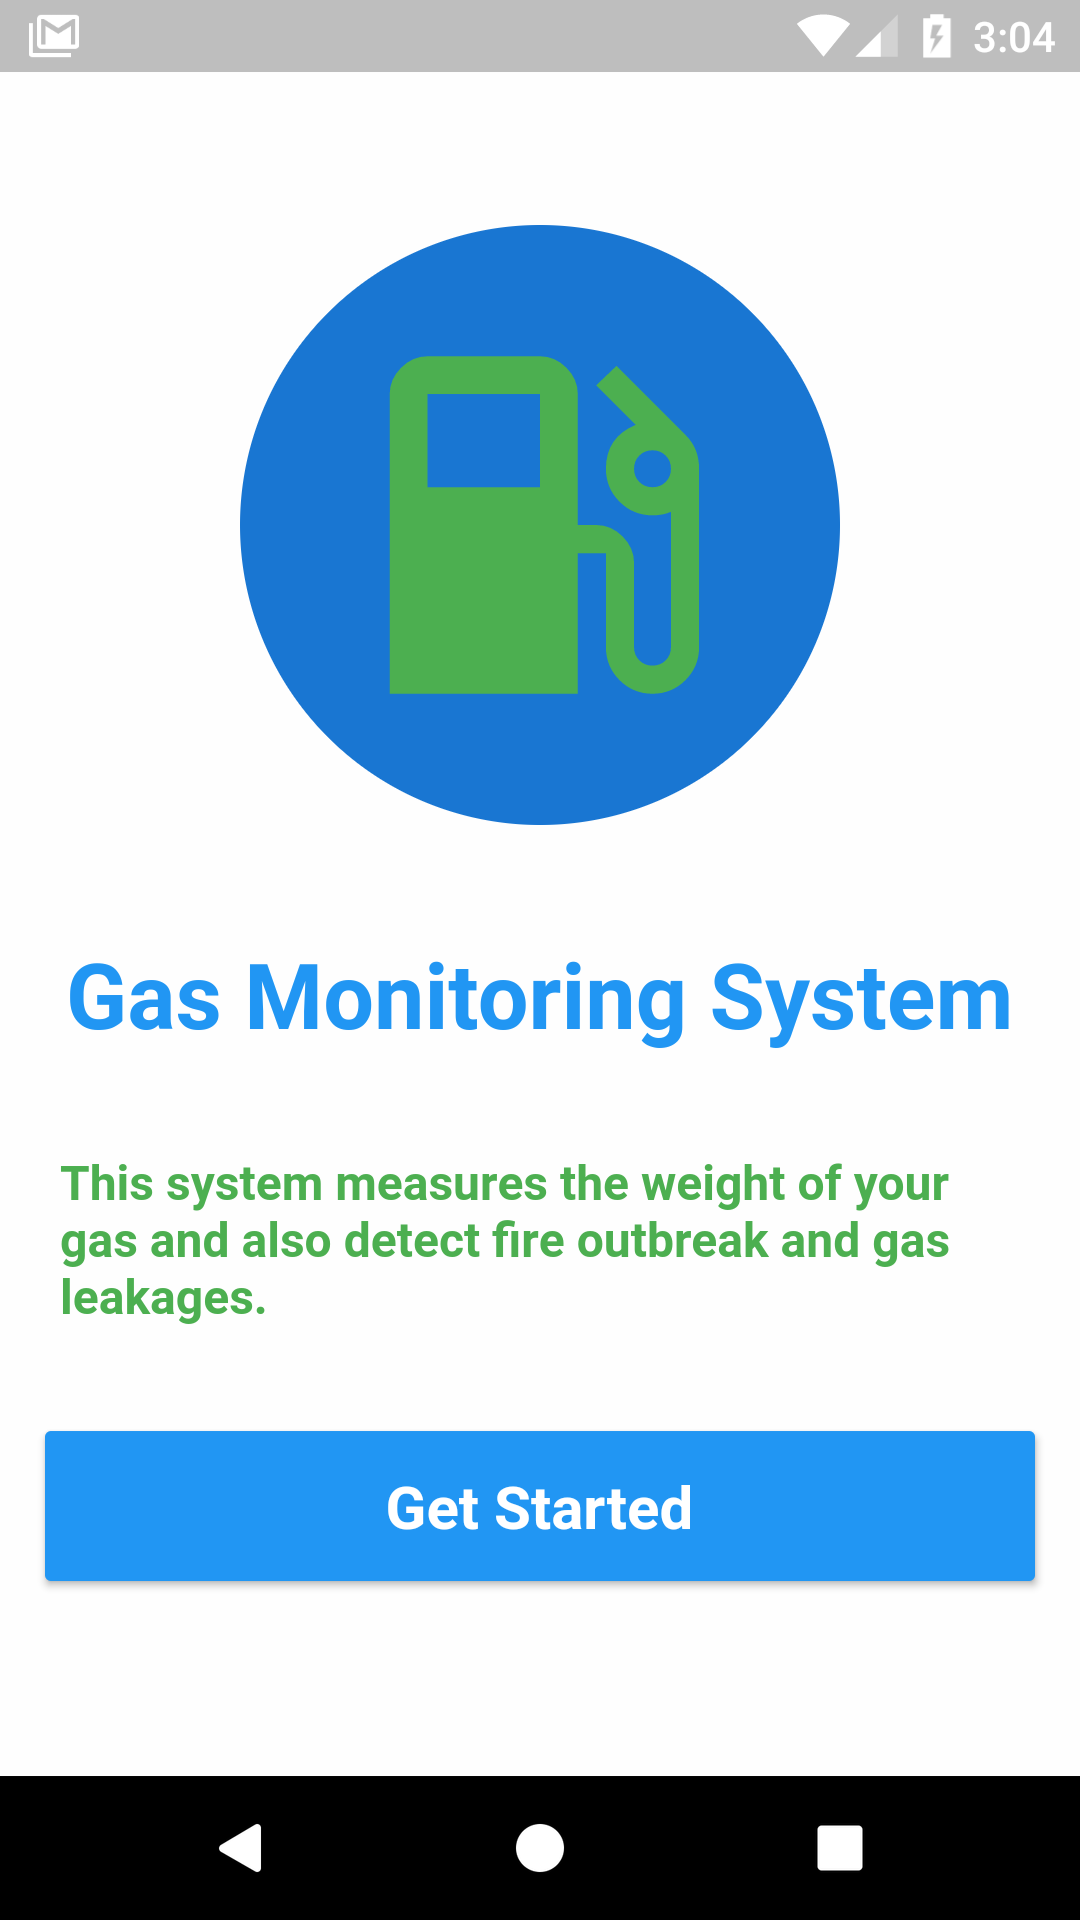 3:04
Gas Monitoring System
This system measures the weight of your
gas and also detect fire outbreak and gas
leakages.
Get Started